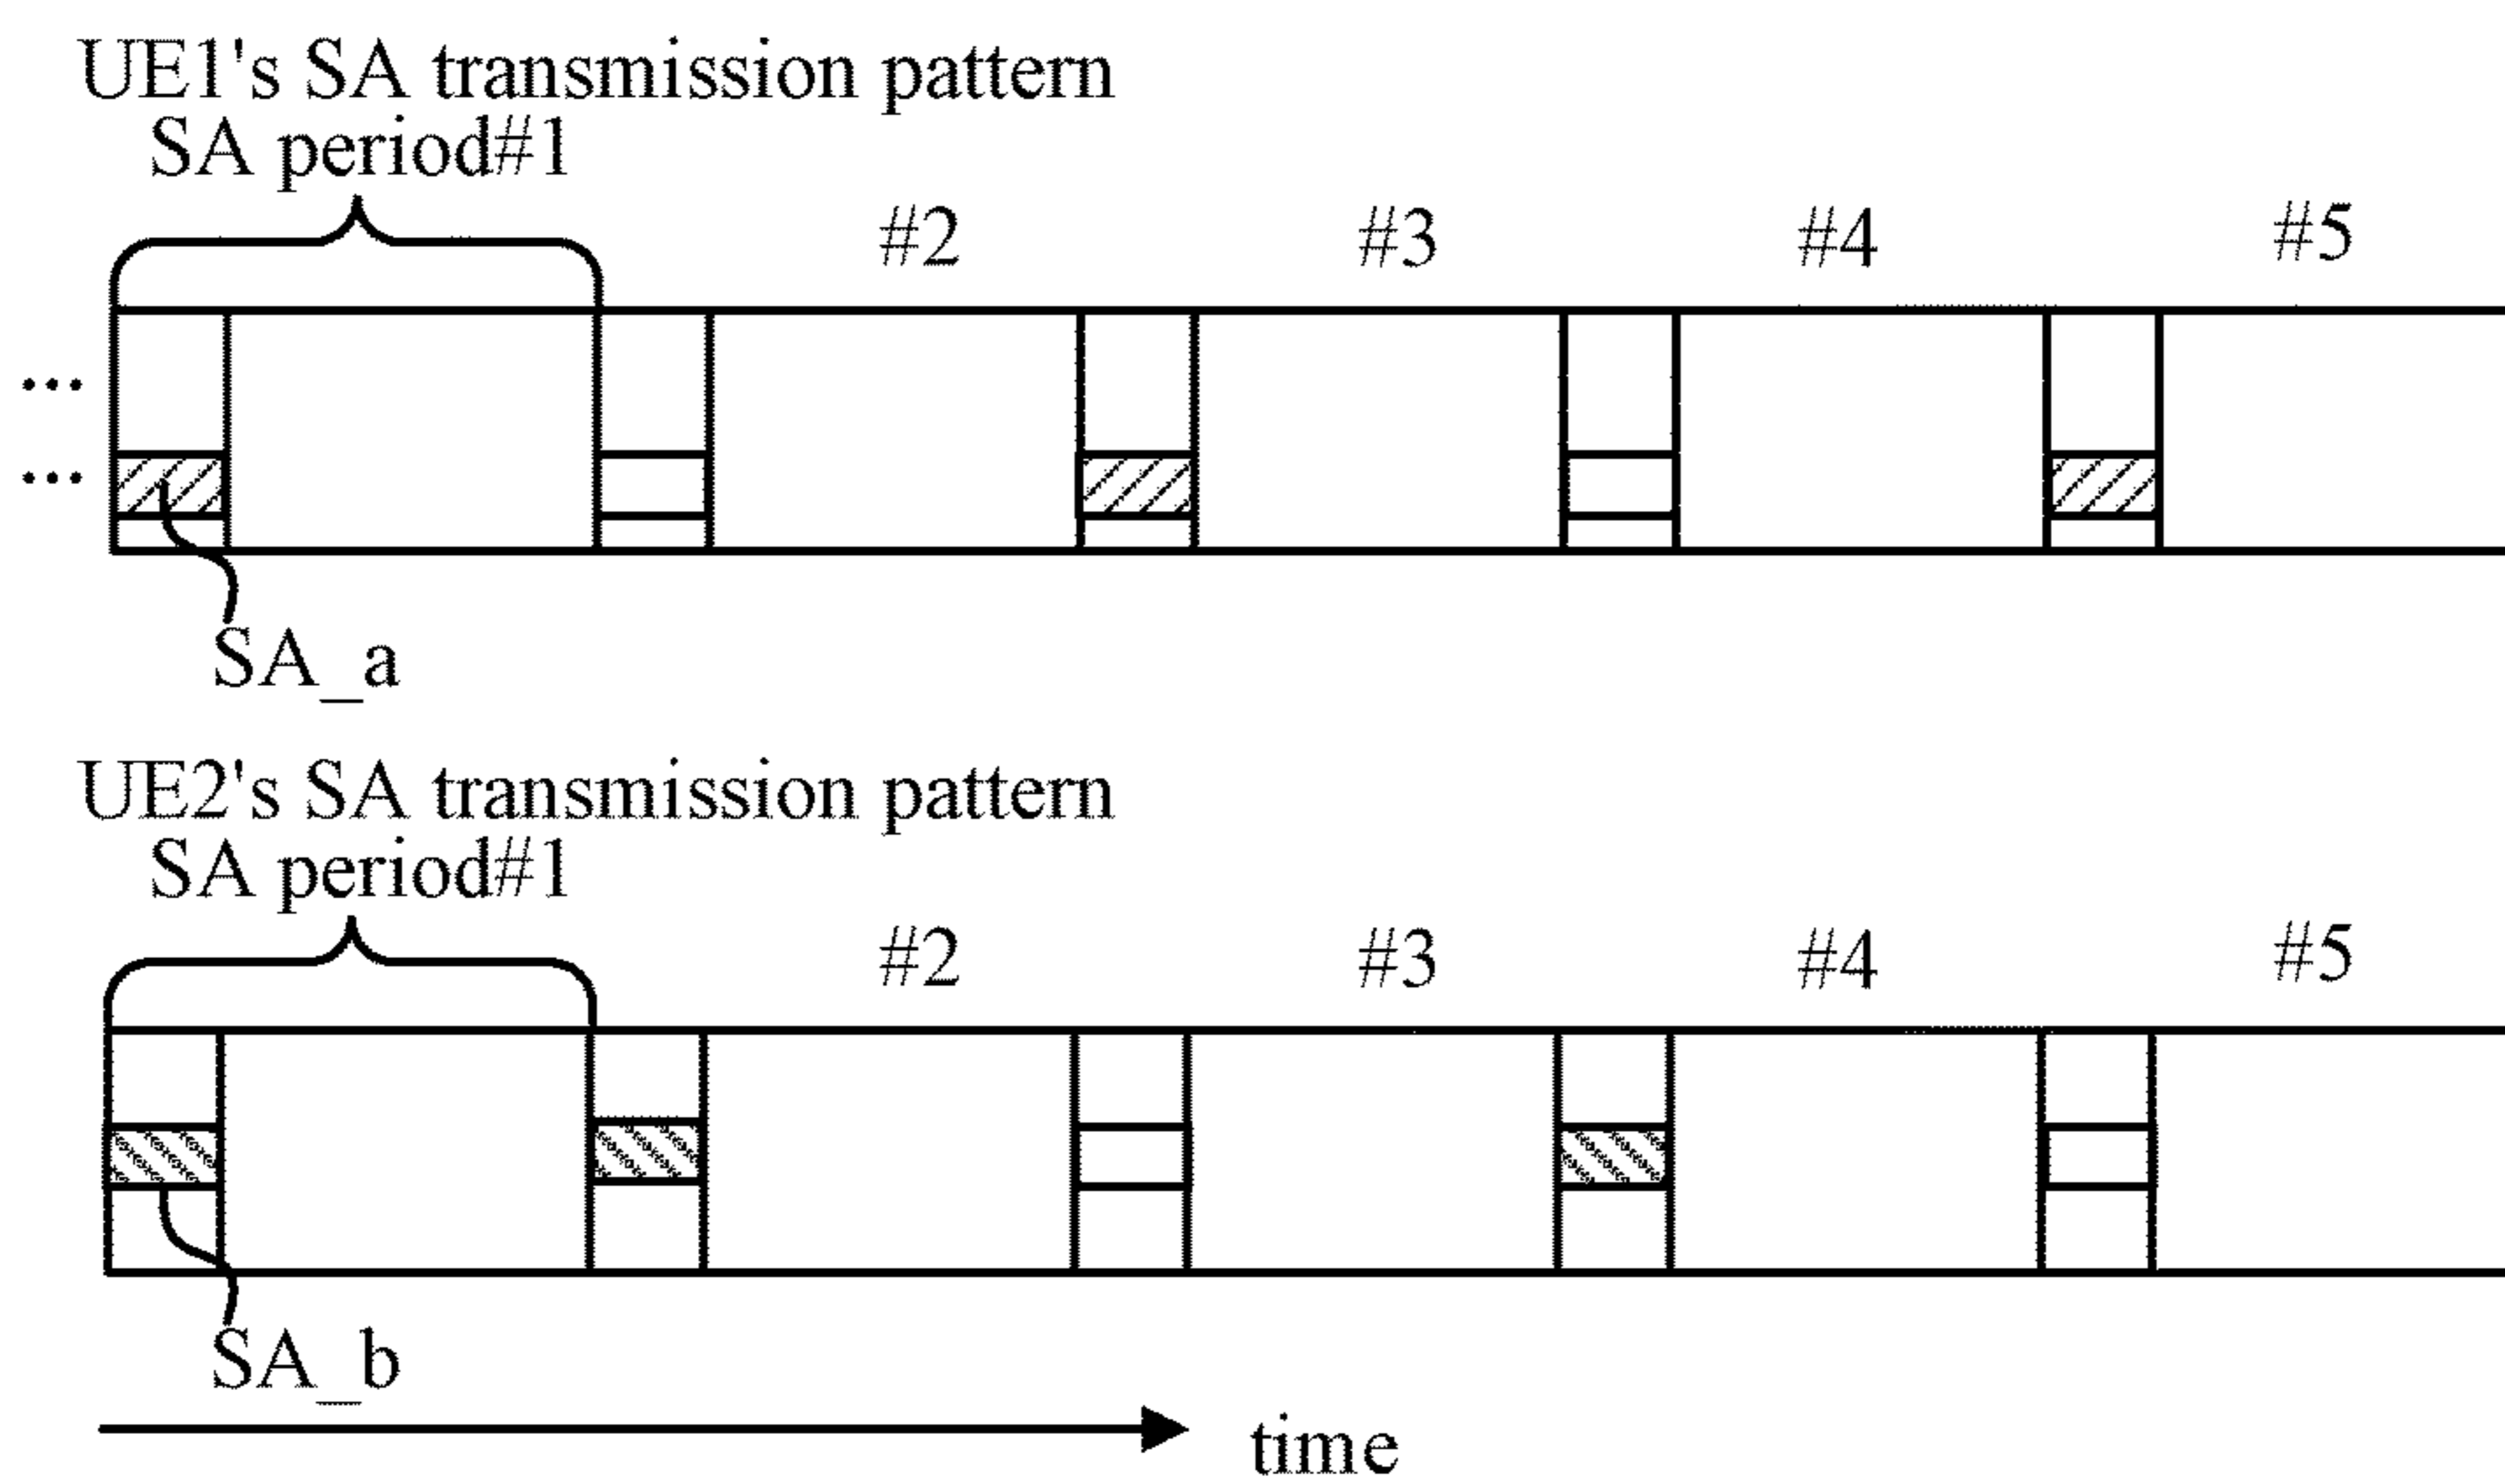 UE1's SA transmission pattern
SA period#1
#2 #3 #4 #5
...
...
SA_a
UE2's SA transmission pattern
SA period#1
#2 #3 #4 #5
SA_b
time